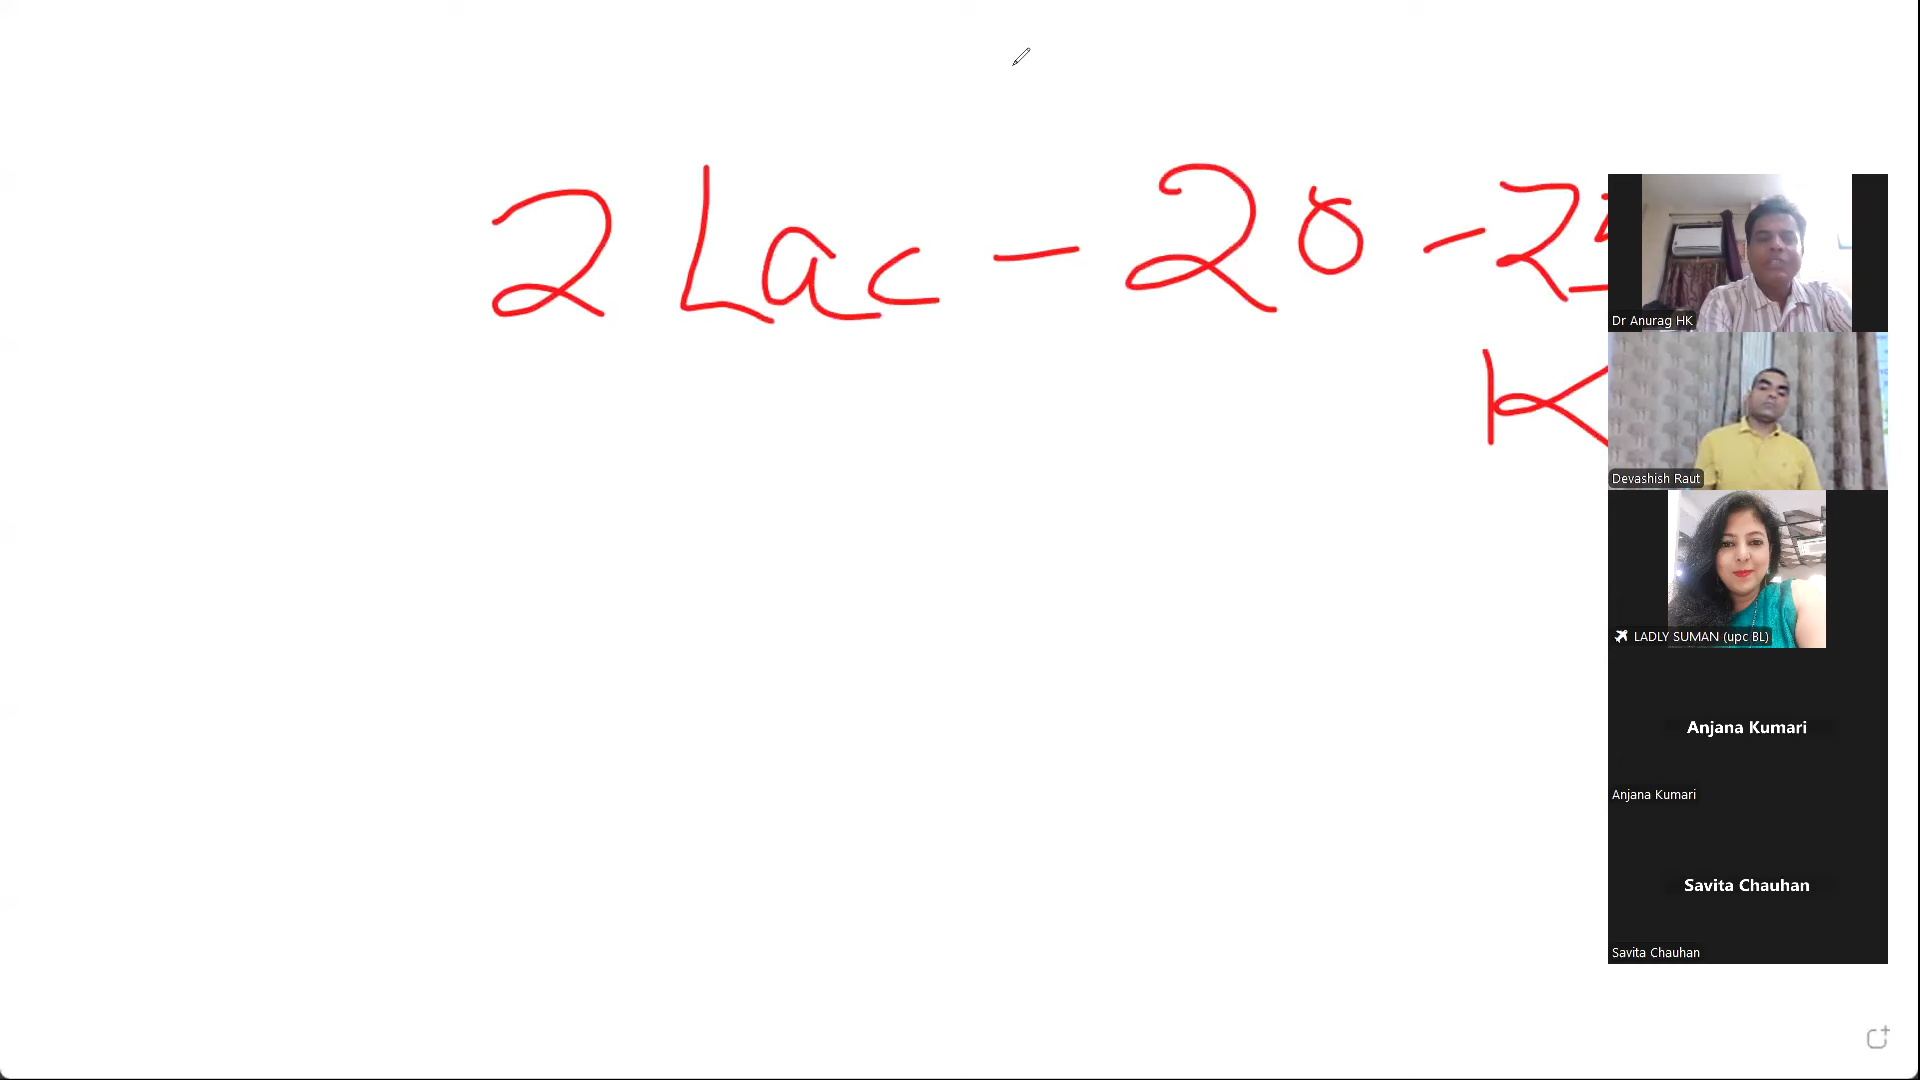 2 Lac - 20 - 25
K
Dr Anurag HK
Devashish Raut
LADLY SUMAN (upc BL)
Anjana Kumari
Anjana Kumari
Savita Chauhan
Savita Chauhan